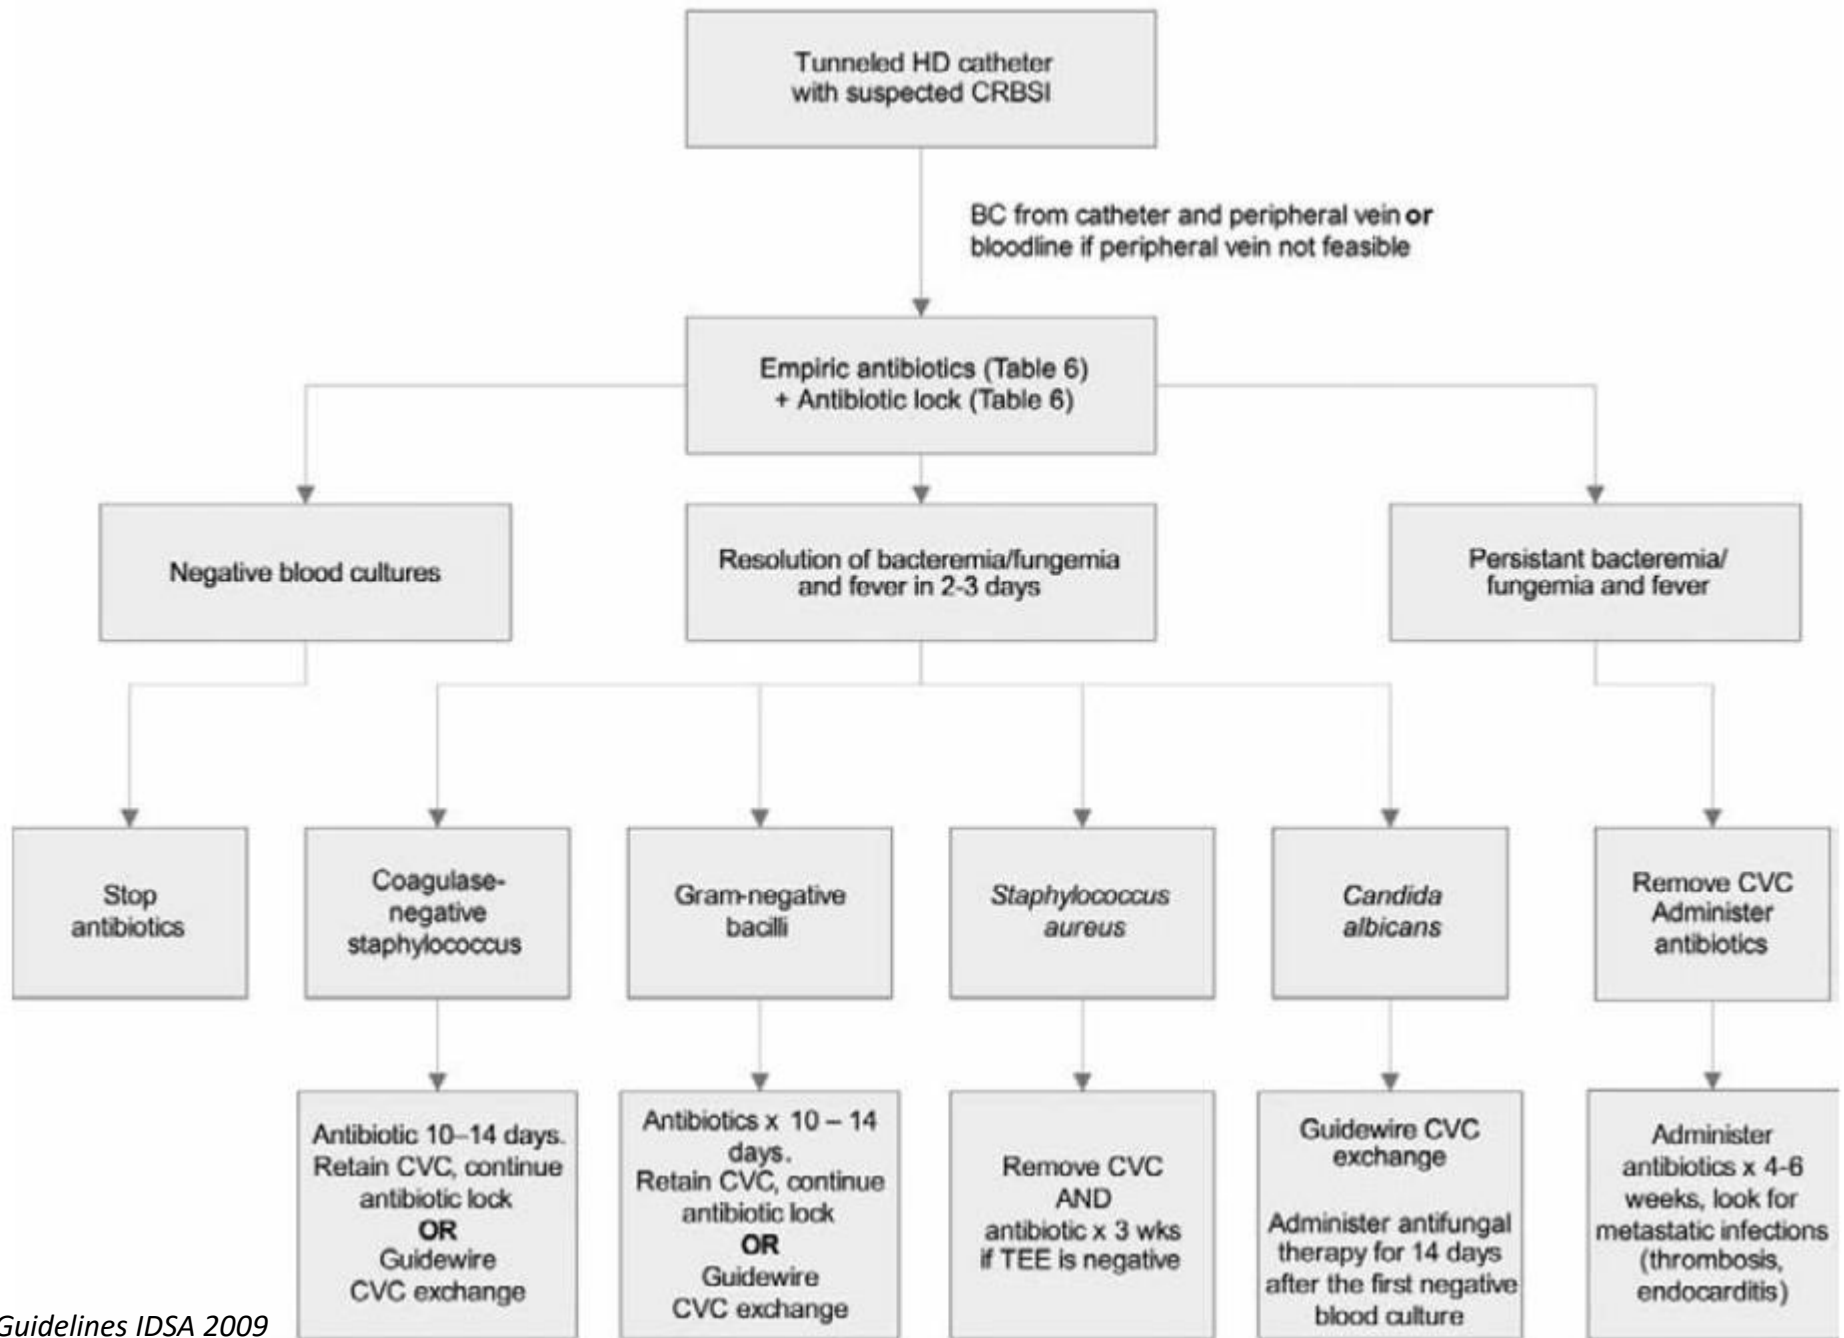 Tunneled HD catheter
with suspected CRBSI
BC from catheter and peripheral vein or
bloodline if peripheral vein not feasible
Empiric antibiotics (Table 6)
+ Antibiotic lock (Table 6)
Negative blood cultures
Resolution of bacteremia/fungemia
and fever in 2-3 days
Persistant bacteremia/
fungemia and fever
Stop
antibiotics
Coagulase-
negative
staphylococcus
Gram-negative
bacilli
Staphylococcus
aureus
Candida
albicans
Remove CVC
Administer
antibiotics
Antibiotic 10–14 days.
Retain CVC, continue
antibiotic lock
OR
Guidewire
CVC exchange
Antibiotics x 10 – 14
days.
Retain CVC, continue
antibiotic lock
OR
Guidewire
CVC exchange
Remove CVC
AND
antibiotic x 3 wks
if TEE is negative
Guidewire CVC
exchange
Administer antifungal
therapy for 14 days
after the first negative
blood culture
Administer
antibiotics x 4-6
weeks, look for
metastatic infections
(thrombosis,
endocarditis)
Guidelines IDSA 2009